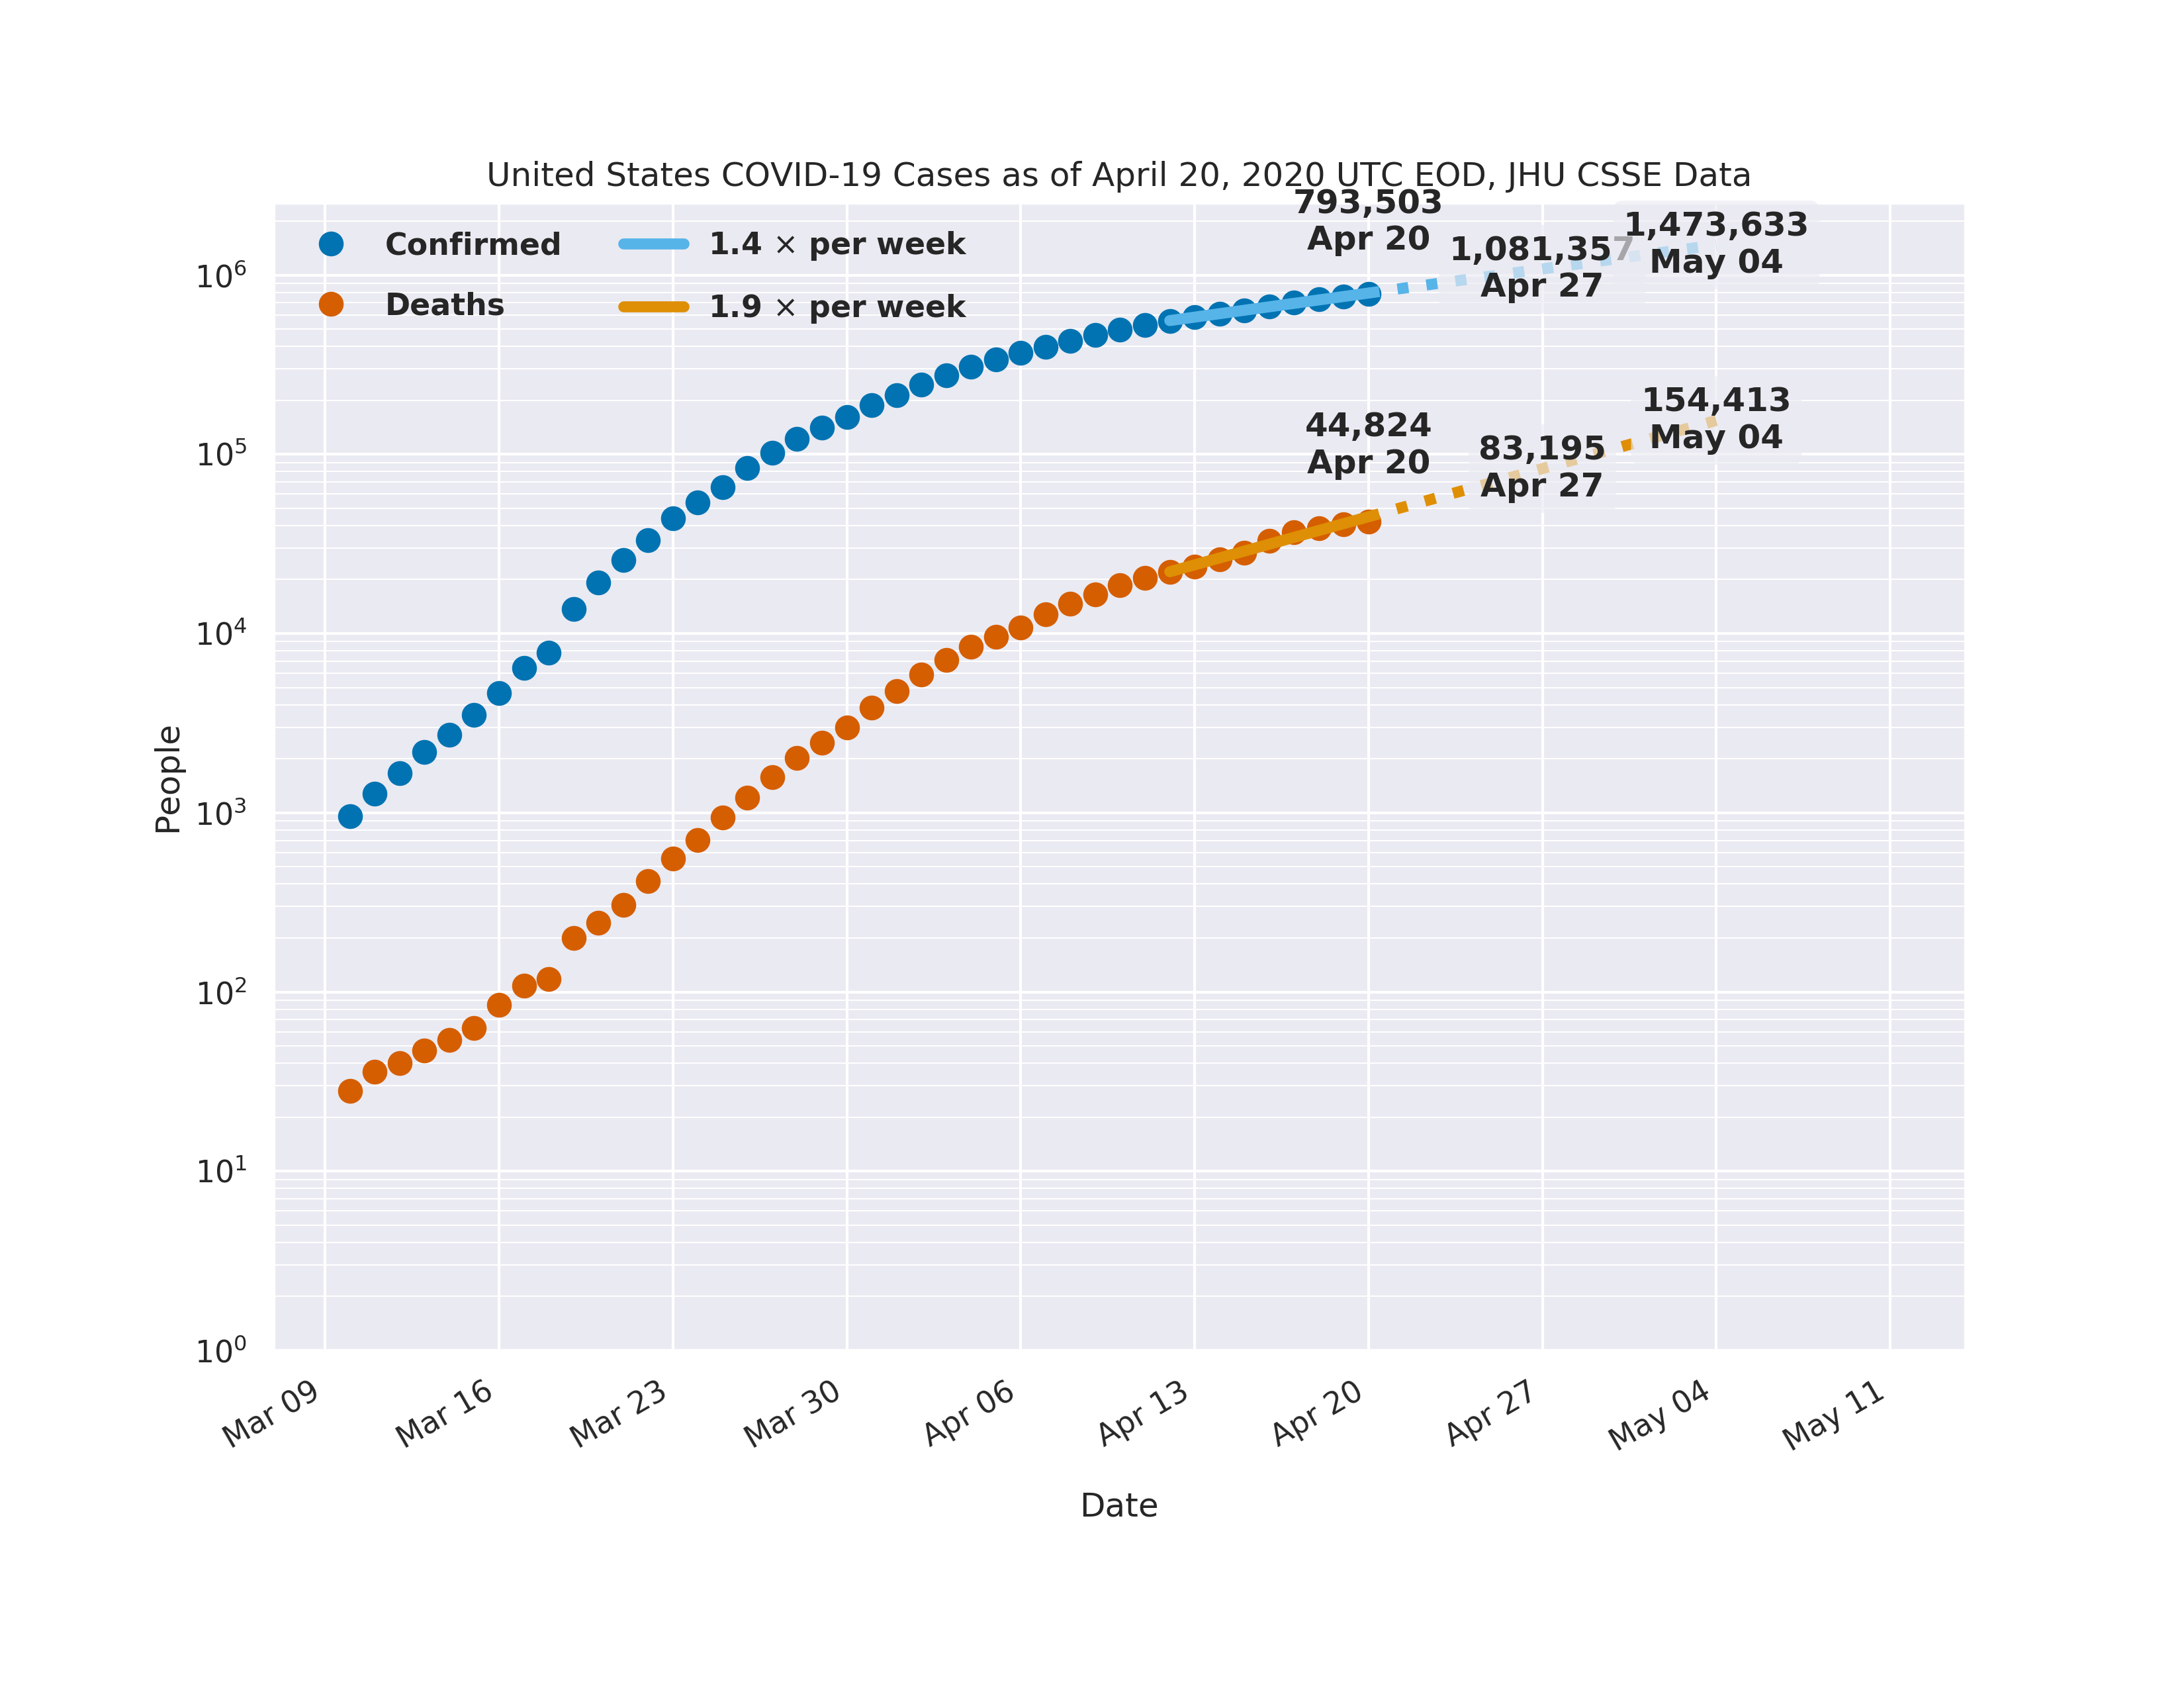 United States COVID-19 Cases as of April 20, 2020 UTC EOD, JHU CSSE Data
Confirmed
Deaths
1.4 × per week
1.9 × per week
793,503
Apr 20
1,081,357
Apr 27
1,473,633
May 04
44,824
Apr 20
83,195
Apr 27
154,413
May 04
People
10⁶
10⁵
10⁴
10³
10²
10¹
10⁰
Mar 09
Mar 16
Mar 23
Mar 30
Apr 06
Apr 13
Apr 20
Apr 27
May 04
May 11
Date